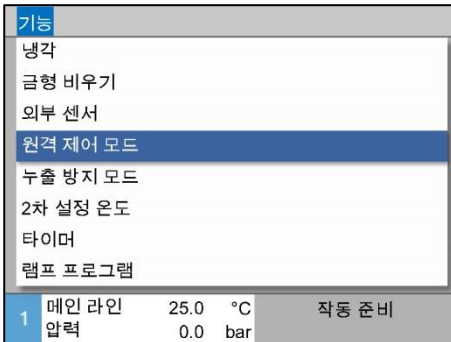 기능
냉각
금형 비우기
외부 센서
원격 제어 모드
누출 방지 모드
2차 설정 온도
타이머
램프 프로그램
1 메인 라인 25.0 °C 작동 준비
압력 0.0 bar